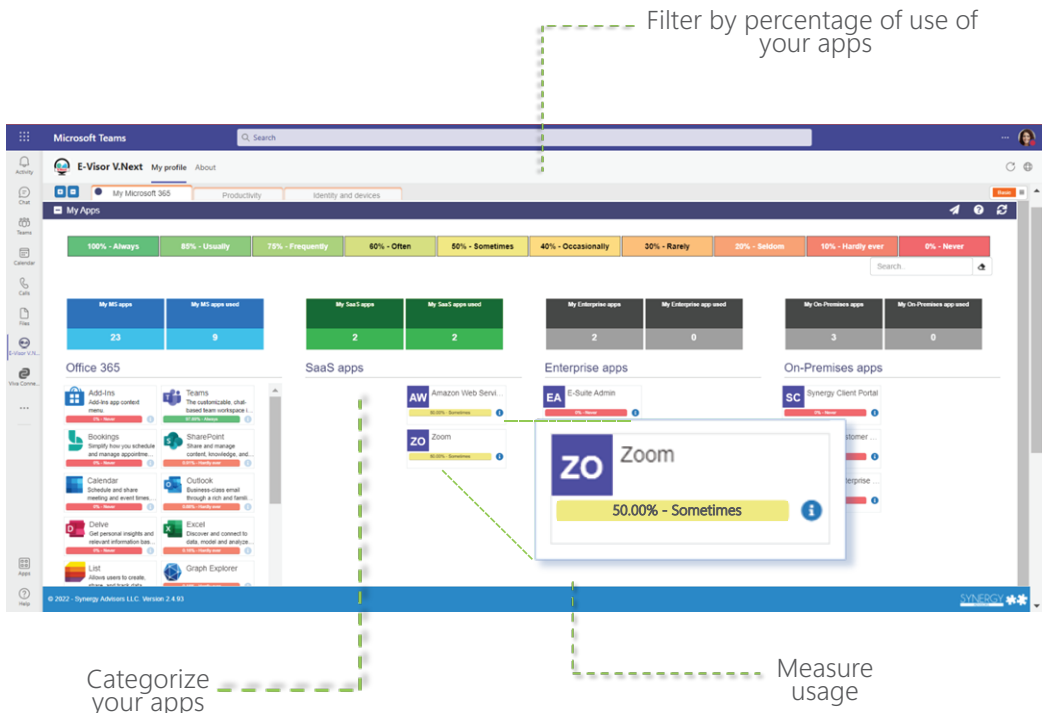 Filter by percentage of use of
your apps
Microsoft Teams
Search
Activity
Chat
Teams
Calendar
Calls
Files
E-Visor V.N...
Viva Conne...
Apps
Help
E-Visor V.Next My profile About
My Microsoft 365 Productivity Identity and devices
My Apps
100% - Always 85% - Usually 75% - Frequently 60% - Often 50% - Sometimes 40% - Occasionally 30% - Rarely 20% - Seldom 10% - Hardly ever 0% - Never
Search...
My MS apps My MS apps used My SaaS apps My SaaS apps used My Enterprise apps My Enterprise app used My On-Premises apps My On-Premises app used
23 9 2 2 2 0 3 0
Office 365 SaaS apps Enterprise apps On-Premises apps
Add-Ins
Add-Ins app context
menu
0% - Never
Teams
The customizable, chat-
based team workspace i...
Bookings
Simplify how you schedule
and manage appointme...
0% - Never
SharePoint
Share and manage
content, knowledge, and...
Calendar
Schedule and share
meeting and event times...
0% - Never
Outlook
Business-class email
through a rich and famili...
Delve
Get personal insights and
relevant information bas...
0% - Never
Excel
Discover and connect to
data, model and analyze...
List
Allows users to create,
share, and track data
Graph Explorer
AW Amazon Web Servi...
50.00% - Sometimes
ZO Zoom
50.00% - Sometimes
EA E-Suite Admin
0% - Never
SC Synergy Client Portal
0% - Never
ZO Zoom
50.00% - Sometimes
© 2022 - Synergy Advisors LLC. Version 2.4.93
SYNERGY
Categorize
your apps
Measure
usage